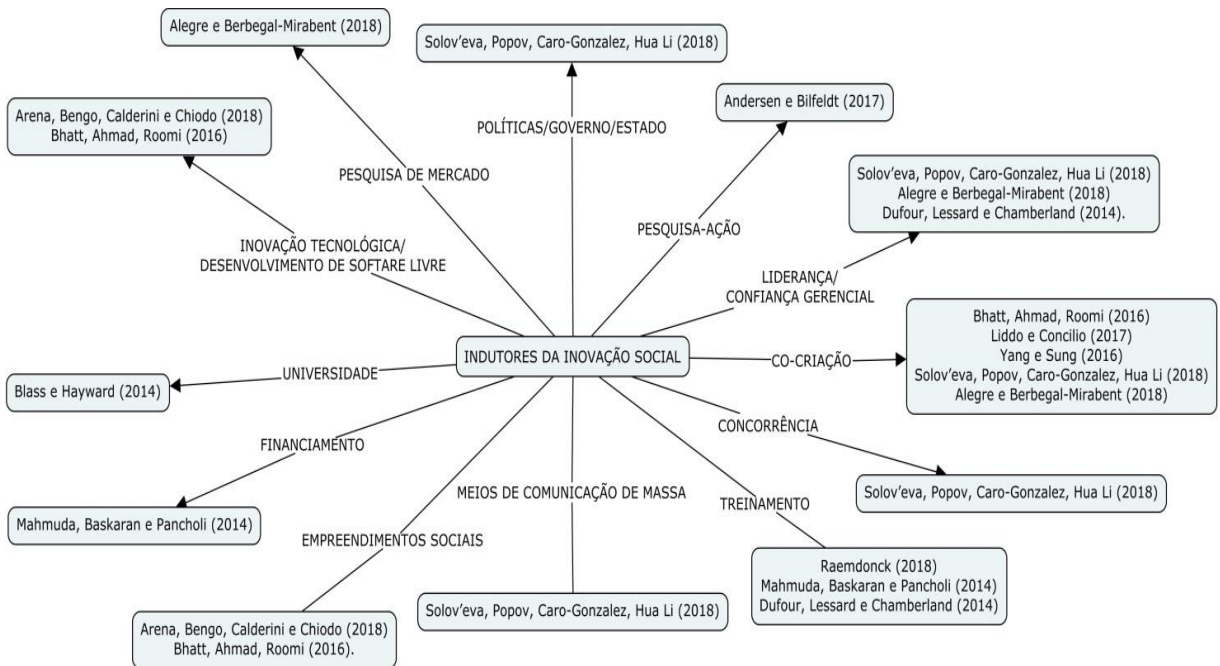 Alegre e Berbegal-Mirabent (2018)
Solov'eva, Popov, Caro-Gonzalez, Hua Li (2018)
Andersen e Bilfeldt (2017)
Arena, Bengo, Calderini e Chiodo (2018)
Bhatt, Ahmad, Roomi (2016)
POLÍTICAS/GOVERNO/ESTADO
PESQUISA DE MERCADO
Solov'eva, Popov, Caro-Gonzalez, Hua Li (2018)
Alegre e Berbegal-Mirabent (2018)
Dufour, Lessard e Chamberland (2014).
PESQUISA-AÇÃO
INOVAÇÃO TECNOLÓGICA/
DESENVOLVIMENTO DE SOFTARE LIVRE
LIDERANÇA/
CONFIANÇA GERENCIAL
INDUTORES DA INOVAÇÃO SOCIAL
CO-CRIAÇÃO
Bhatt, Ahmad, Roomi (2016)
Liddo e Concilio (2017)
Yang e Sung (2016)
Solov'eva, Popov, Caro-Gonzalez, Hua Li (2018)
Alegre e Berbegal-Mirabent (2018)
UNIVERSIDADE
Blass e Hayward (2014)
CONCORRÊNCIA
FINANCIAMENTO
MEIOS DE COMUNICAÇÃO DE MASSA
Solov'eva, Popov, Caro-Gonzalez, Hua Li (2018)
TREINAMENTO
Mahmuda, Baskaran e Pancholi (2014)
EMPREENDIMENTOS SOCIAIS
Raemdonck (2018)
Mahmuda, Baskaran e Pancholi (2014)
Dufour, Lessard e Chamberland (2014)
Solov'eva, Popov, Caro-Gonzalez, Hua Li (2018)
Arena, Bengo, Calderini e Chiodo (2018)
Bhatt, Ahmad, Roomi (2016).